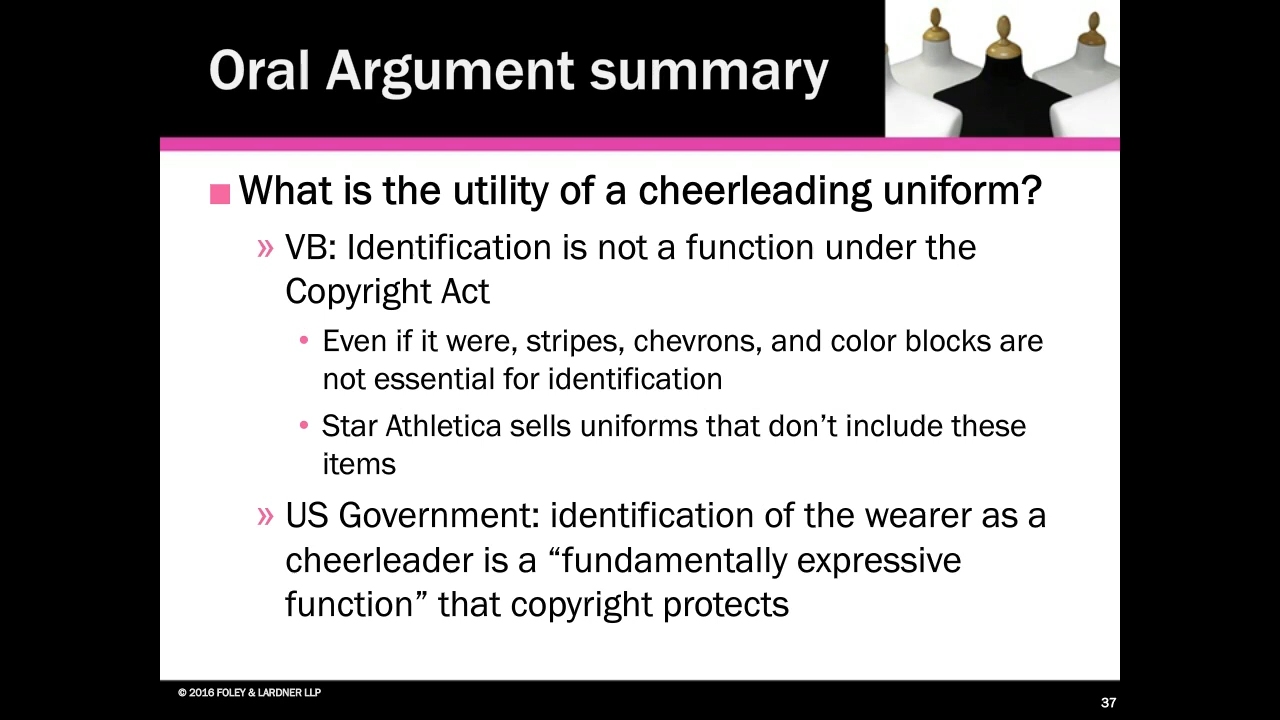 Oral Argument summary
What is the utility of a cheerleading uniform?
» VB: Identification is not a function under the
Copyright Act
• Even if it were, stripes, chevrons, and color blocks are
not essential for identification
• Star Athletica sells uniforms that don’t include these
items
» US Government: identification of the wearer as a
cheerleader is a “fundamentally expressive
function” that copyright protects
© 2016 FOLEY & LARDNER LLP
37